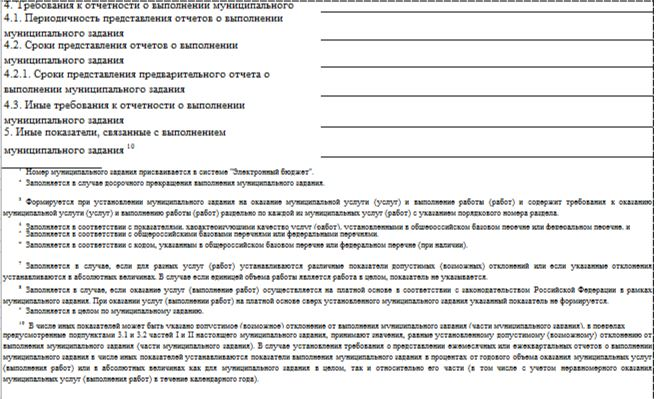 4. Требования к отчетности о выполнении муниципального
4.1. Периодичность представления отчетов о выполнении
муниципального задания
4.2. Сроки представления отчетов о выполнении
муниципального задания
4.2.1. Сроки представления предварительного отчета о
выполнении муниципального задания
4.3. Иные требования к отчетности о выполнении
муниципального задания
5. Иные показатели, связанные с выполнением
муниципального задания 10
Номер муниципального задания присваивается в системе "Электронный бюджет".
Заполняется в случае досрочного прекращения выполнения муниципального задания.
3 Формируется при установлении муниципального задания на оказание муниципальной услуги (услуг) и выполнение работы (работ) и содержит требования к оказанию
муниципальной услуги (услуг) и выполнению работы (работ) раздельно по каждой из муниципальных услуг (работ) с указанием порядкового номера раздела.
Заполняется в соответствии с показателями, характеризующими качество услуг (работ), установленными в общероссийском базовом перечне или федеральном перечне, и
Заполняется в соответствии с общероссийскими базовыми перечнями или федеральными перечнями.
6 Заполняется в соответствии с кодом, указанным в общероссийском базовом перечне или федеральном перечне (при наличии).
7 Заполняется в случае, если для разных услуг (работ) устанавливаются различные показатели допустимых (возможных) отклонений или если указанные отклонения
устанавливаются в абсолютных величинах. В случае если единицей объема работы является работа в целом, показатель не указывается.
8 Заполняется в случае, если оказание услуг (выполнение работ) осуществляется на платной основе в соответствии с законодательством Российской Федерации в рамках
муниципального задания. При оказании услуг (выполнении работ) на платной основе сверх установленного муниципального задания указанный показатель не формируется.
Заполняется в целом по муниципальному заданию.
10 В числе иных показателей может быть указано допустимое (возможное) отклонение от выполнения муниципального задания (части муниципального задания), в пределах
предусмотренные подпунктами 3.1 и 3.2 частей I и II настоящего муниципального задания, принимают значения, равные установленному допустимому (возможному) отклонению от
выполнения муниципального задания (части муниципального задания). В случае установления требования о представлении ежемесячных или ежеквартальных отчетов о выполнении
муниципального задания в числе иных показателей устанавливаются показатели выполнения муниципального задания в процентах от годового объема оказания муниципальных услуг
(выполнения работ) или в абсолютных величинах как для муниципального задания в целом, так и относительно его части (в том числе с учетом неравномерного оказания
муниципальных услуг (выполнения работ) в течение календарного года).